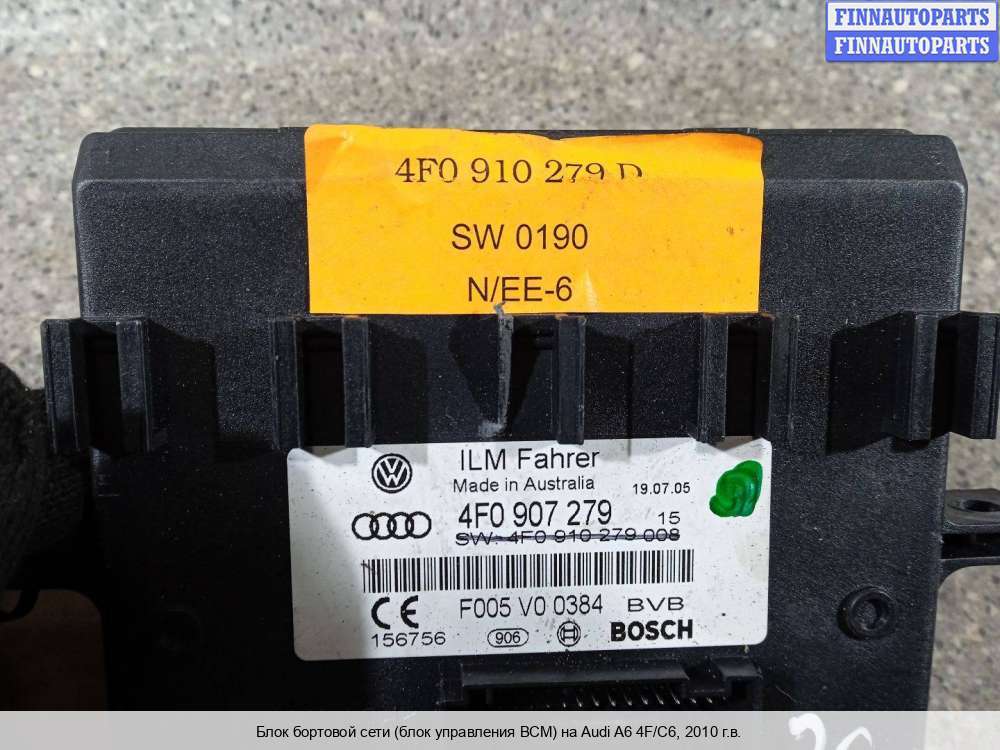 FINNAUTOPARTS
FINNAUTOPARTS
4F0 910 279 D
SW 0190
N/EE-6
ILM Fahrer
Made in Australia 19.07.05
4F0 907 279 15
SW: 4F0 910 279 008
F005 V0 0384 BVB
156756 906 BOSCH
Блок бортовой сети (блок управления BCM) на Audi A6 4F/C6, 2010 г.в.